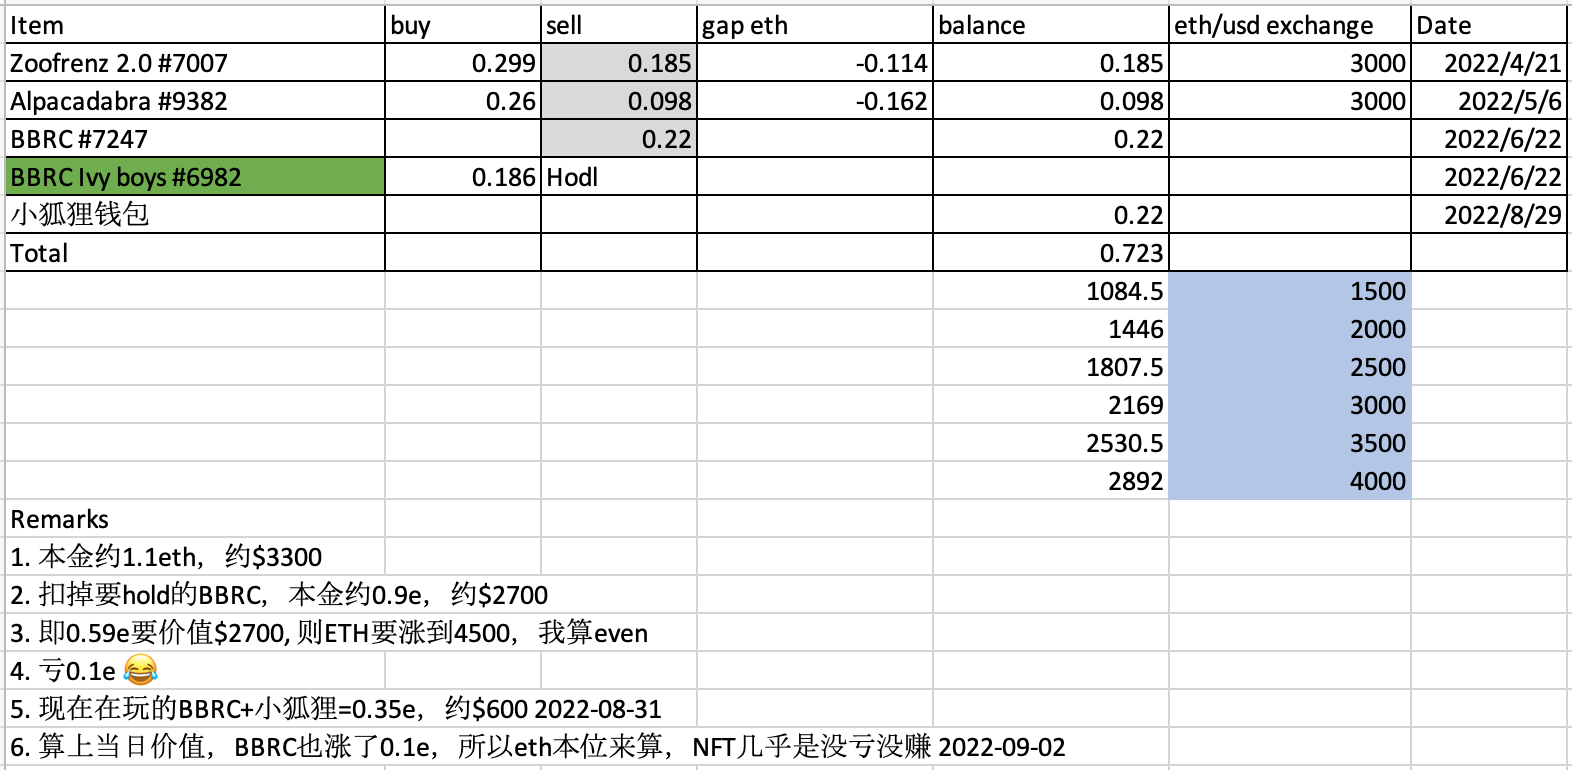 Item buy sell gap eth balance eth/usd exchange Date
Zoofrenz 2.0 #7007 0.299 0.185 -0.114 0.185 3000 2022/4/21
Alpacadabra #9382 0.26 0.098 -0.162 0.098 3000 2022/5/6
BBRC #7247 0.22 0.22 2022/6/22
BBRC Ivy boys #6982 0.186 Hodl 2022/6/22
小狐狸钱包 0.22 2022/8/29
Total 0.723
1084.5 1500
1446 2000
1807.5 2500
2169 3000
2530.5 3500
2892 4000
Remarks
1. 本金约1.1eth，约$3300
2. 扣掉要hold的BBRC，本金约0.9e，约$2700
3. 即0.59e要价值$2700, 则ETH要涨到4500，我算even
4. 亏0.1e 😂
5. 现在在玩的BBRC+小狐狸=0.35e，约$600 2022-08-31
6. 算上当日价值，BBRC也涨了0.1e，所以eth本位来算，NFT几乎是没亏没赚 2022-09-02